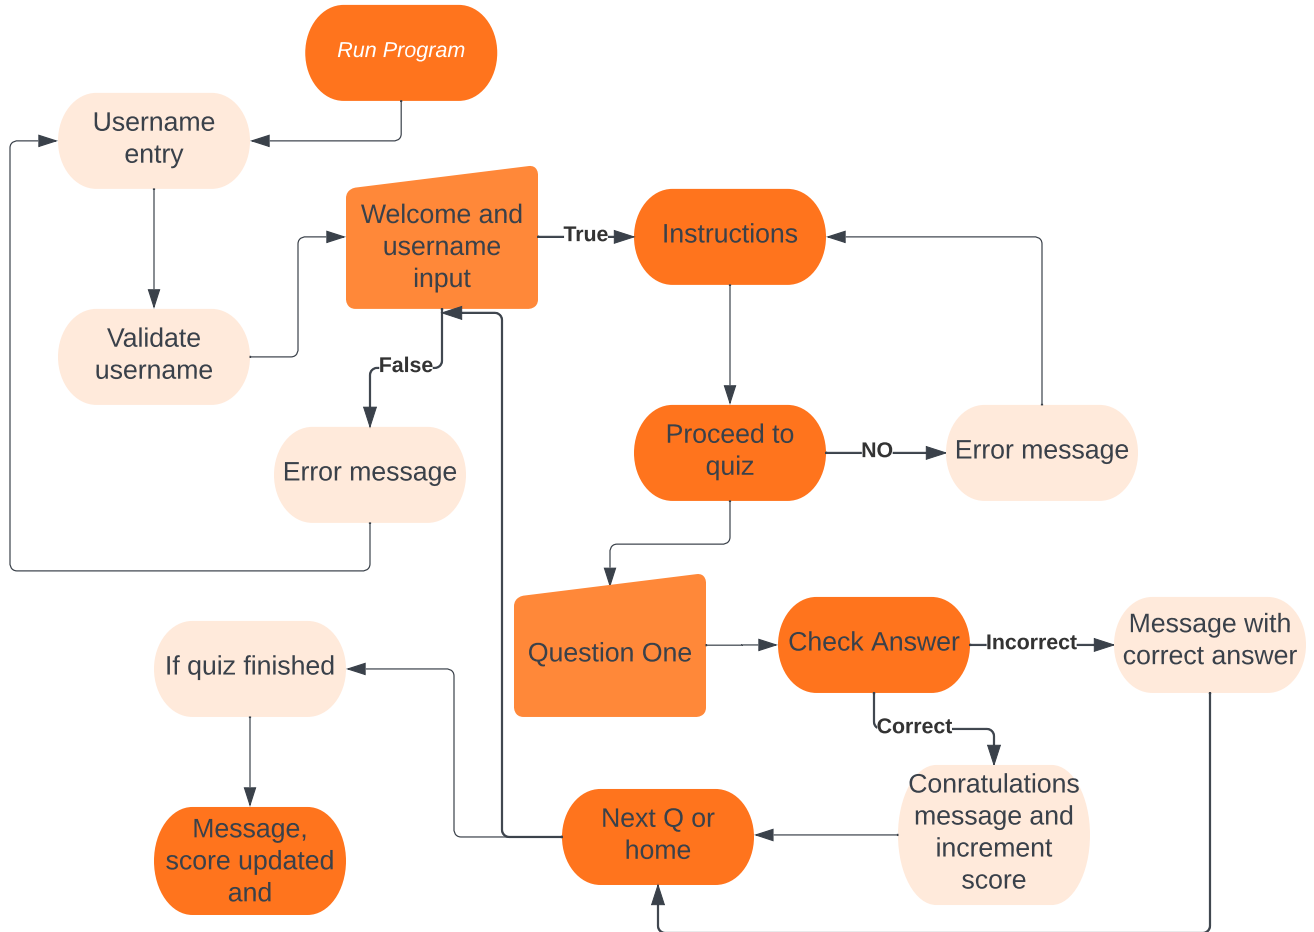 Run Program
Username
entry
Welcome and
username
input
True
Instructions
Validate
username
False
Error message
Proceed to
quiz
NO
Error message
Question One
Check Answer
Incorrect
Message with
correct answer
If quiz finished
Correct
Conratulations
message and
increment
score
Next Q or
home
Message,
score updated
and